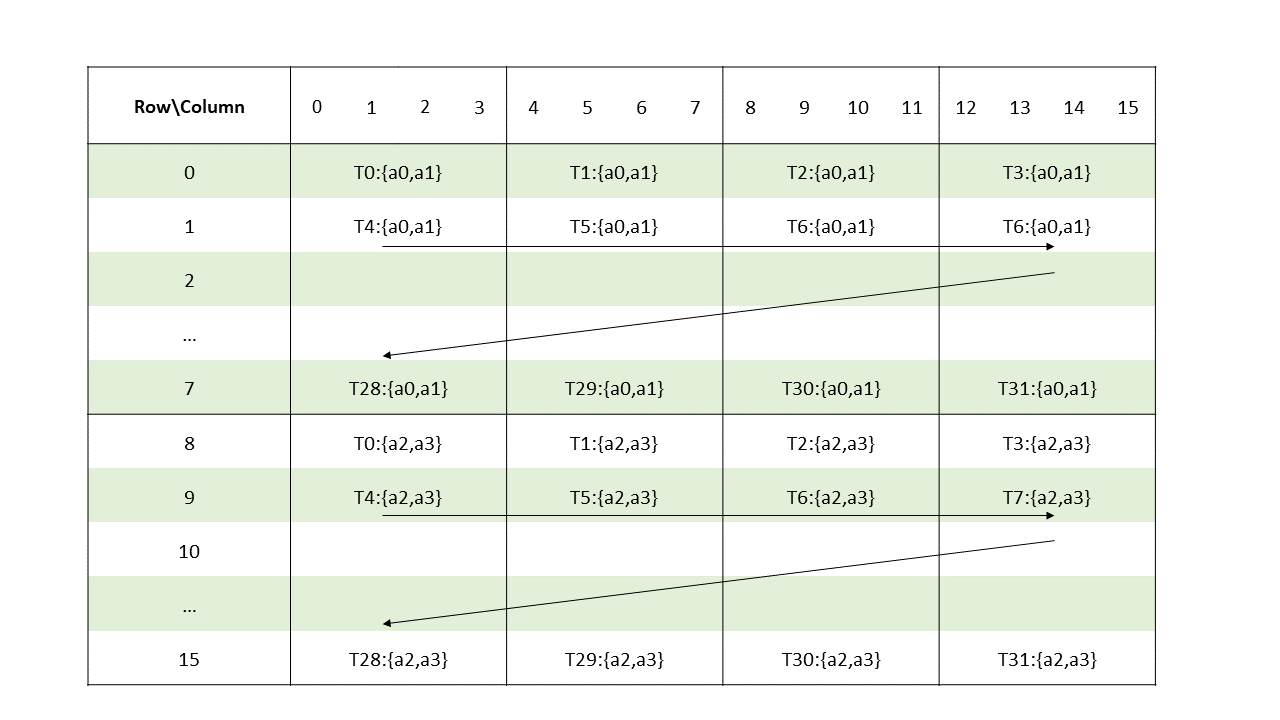 Row\Column 0 1 2 3 4 5 6 7 8 9 10 11 12 13 14 15
0 T0:{a0,a1} T1:{a0,a1} T2:{a0,a1} T3:{a0,a1}
1 T4:{a0,a1} T5:{a0,a1} T6:{a0,a1} T6:{a0,a1}
2
...
7 T28:{a0,a1} T29:{a0,a1} T30:{a0,a1} T31:{a0,a1}
8 T0:{a2,a3} T1:{a2,a3} T2:{a2,a3} T3:{a2,a3}
9 T4:{a2,a3} T5:{a2,a3} T6:{a2,a3} T7:{a2,a3}
10
...
15 T28:{a2,a3} T29:{a2,a3} T30:{a2,a3} T31:{a2,a3}